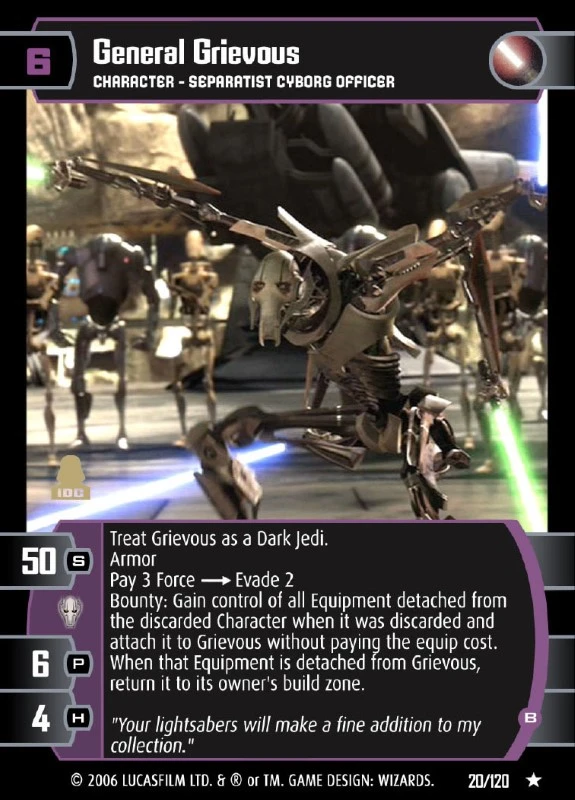 6
General Grievous
CHARACTER - SEPARATIST CYBORG OFFICER
IDC
50 S
6 P
4 H
Treat Grievous as a Dark Jedi.
Armor
Pay 3 Force → Evade 2
Bounty: Gain control of all Equipment detached from
the discarded Character when it was discarded and
attach it to Grievous without paying the equip cost.
When that Equipment is detached from Grievous,
return it to its owner's build zone.
"Your lightsabers will make a fine addition to my
collection."
B
© 2006 LUCASFILM LTD. & ® or TM. GAME DESIGN: WIZARDS. 20/120 ★